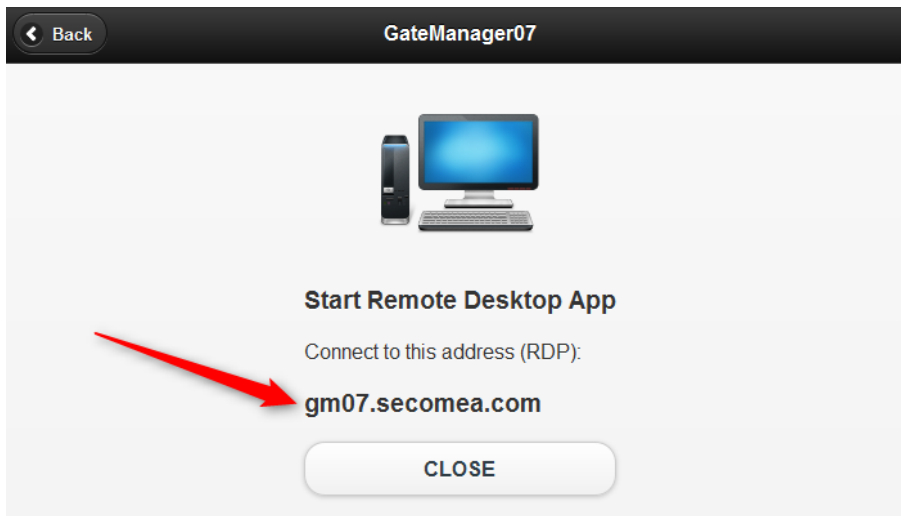 Back
GateManager07
Start Remote Desktop App
Connect to this address (RDP):
gm07.secomea.com
CLOSE